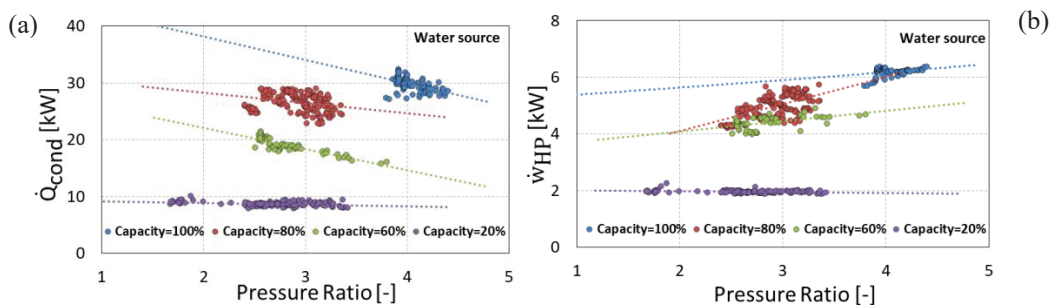 (a)
Water source
40
30
20
10
0
Q̇cond [kW]
1 2 3 4 5
Pressure Ratio [-]
Capacity=100% Capacity=80% Capacity=60% Capacity=20%
(b)
Water source
8
6
4
2
0
ẇHP [kW]
1 2 3 4 5
Pressure Ratio [-]
Capacity=100% Capacity=80% Capacity=60% Capacity=20%